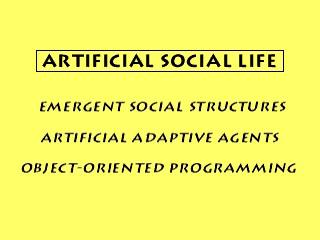 ARTIFICIAL SOCIAL LIFE
EMERGENT SOCIAL STRUCTURES
ARTIFICIAL ADAPTIVE AGENTS
OBJECT-ORIENTED PROGRAMMING